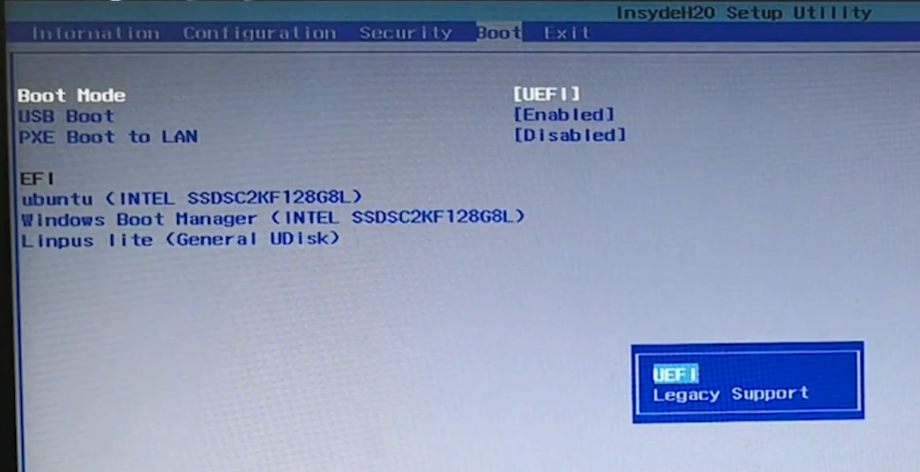 InsydeH20 Setup Utility
Information Configuration Security Boot Exit
Boot Mode [UEFI]
USB Boot [Enabled]
PXE Boot to LAN [Disabled]
EFI
ubuntu (INTEL SSDSC2KF128G8L)
Windows Boot Manager (INTEL SSDSC2KF128G8L)
Linpus lite (General UDisk)
UEFI
Legacy Support